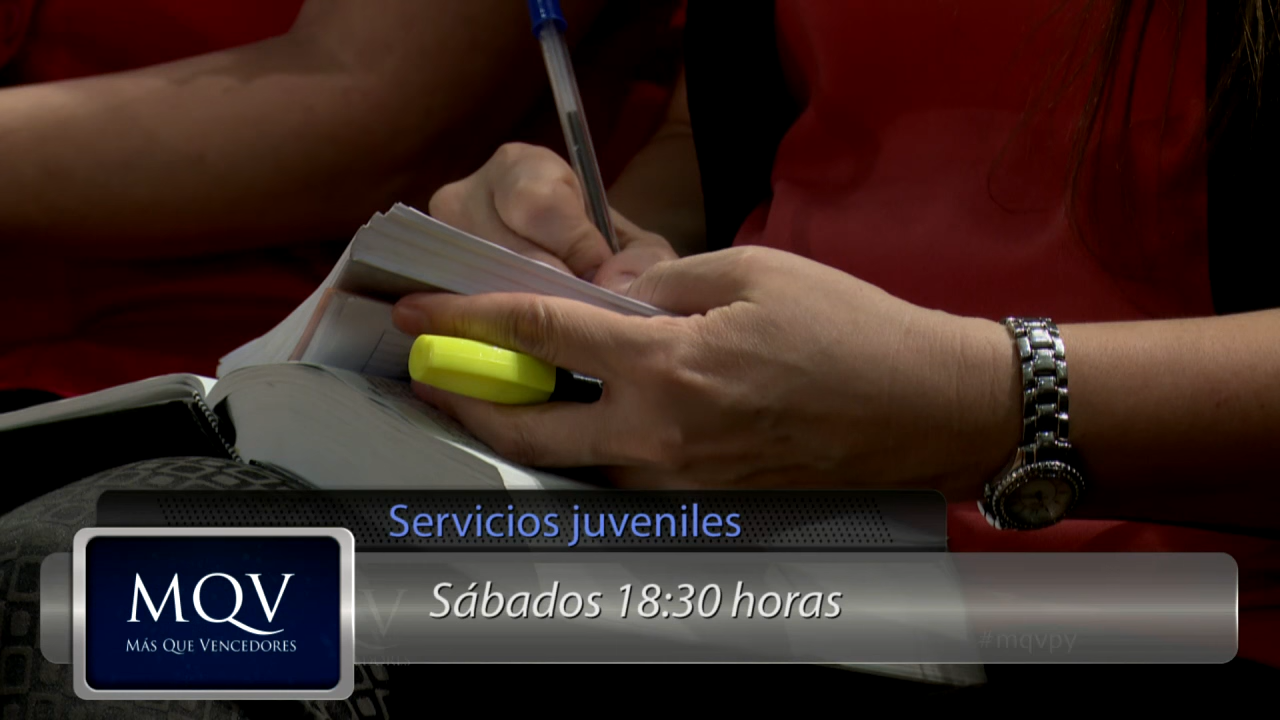 Servicios juveniles
Sábados 18:30 horas
MQV
MÁS QUE VENCEDORES
#mqvpy